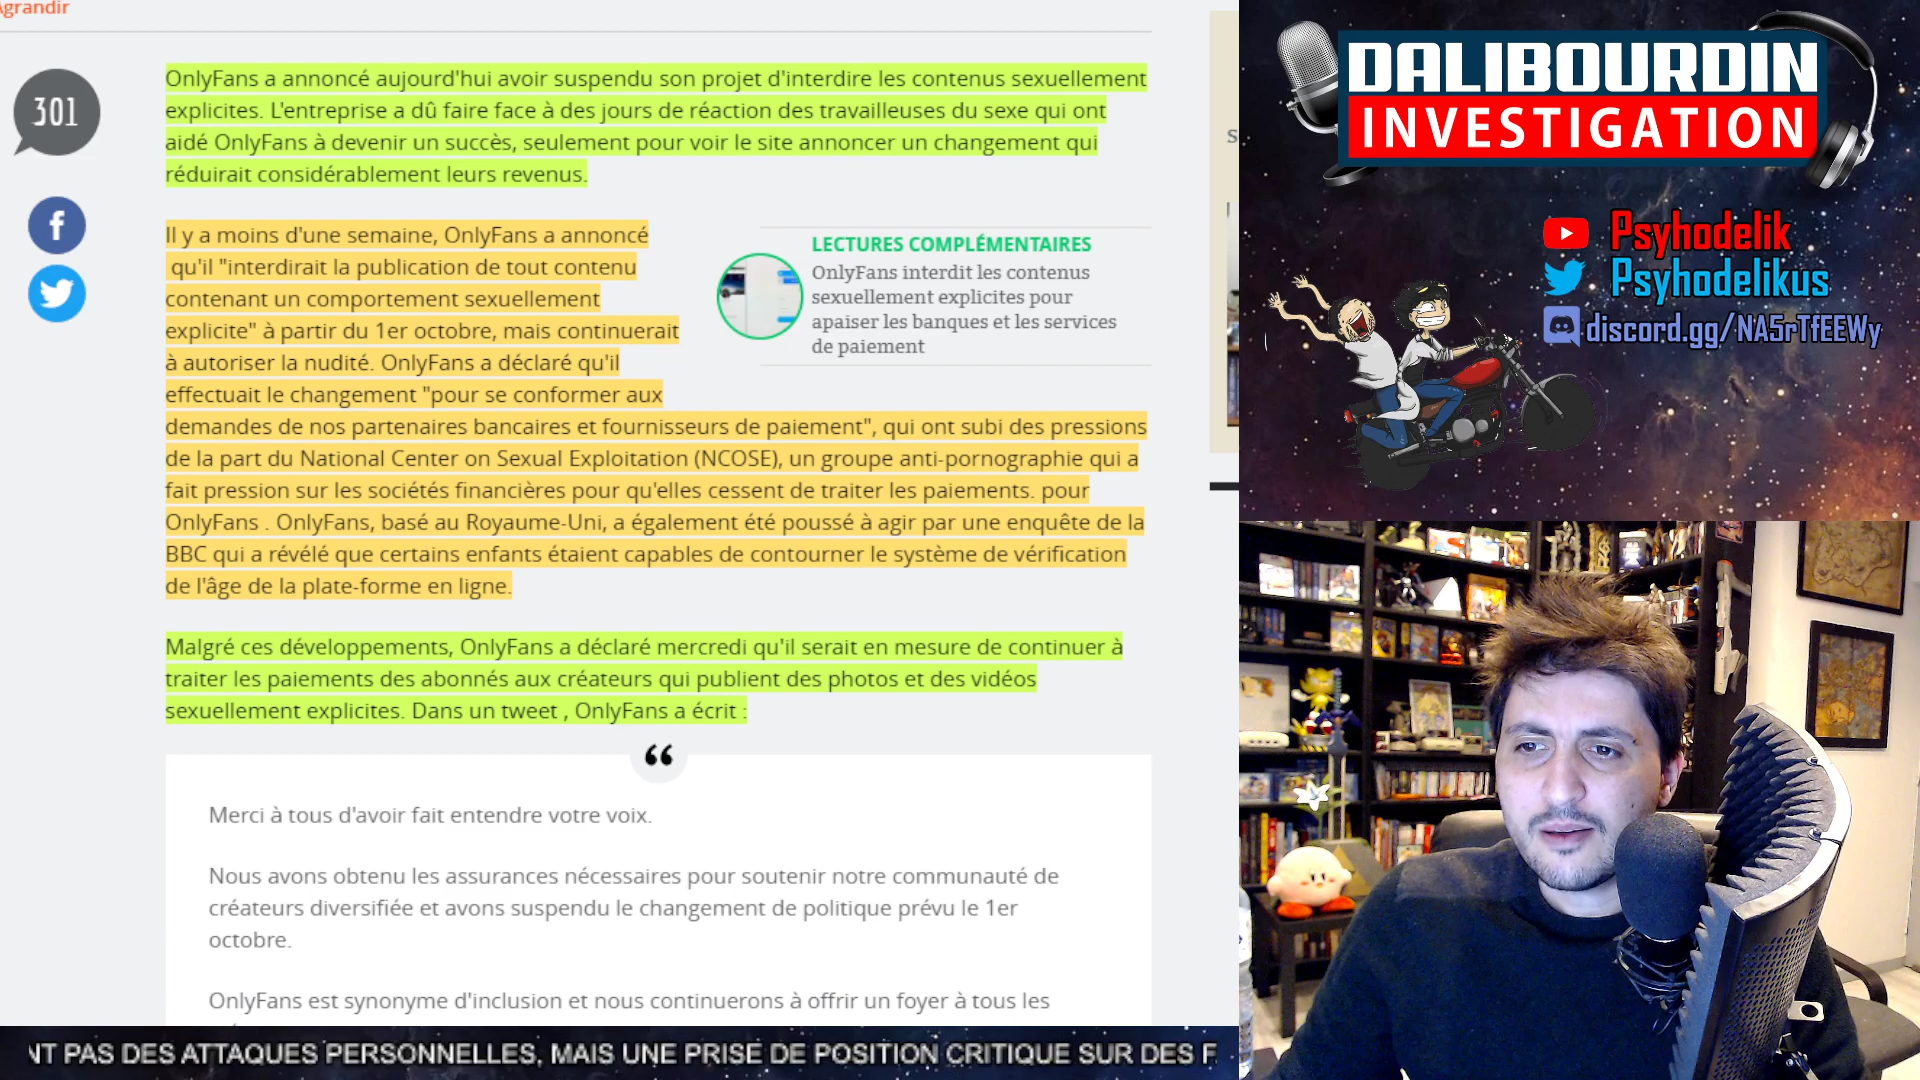 Agrandir
301
OnlyFans a annoncé aujourd'hui avoir suspendu son projet d'interdire les contenus sexuellement
explicites. L'entreprise a dû faire face à des jours de réaction des travailleuses du sexe qui ont
aidé OnlyFans à devenir un succès, seulement pour voir le site annoncer un changement qui
réduirait considérablement leurs revenus.
Il y a moins d'une semaine, OnlyFans a annoncé
qu'il "interdirait la publication de tout contenu
contenant un comportement sexuellement
explicite" à partir du 1er octobre, mais continuerait
à autoriser la nudité. OnlyFans a déclaré qu'il
effectuait le changement "pour se conformer aux
demandes de nos partenaires bancaires et fournisseurs de paiement", qui ont subi des pressions
de la part du National Center on Sexual Exploitation (NCOSE), un groupe anti-pornographie qui a
fait pression sur les sociétés financières pour qu'elles cessent de traiter les paiements. pour
OnlyFans . OnlyFans, basé au Royaume-Uni, a également été poussé à agir par une enquête de la
BBC qui a révélé que certains enfants étaient capables de contourner le système de vérification
de l'âge de la plate-forme en ligne.
LECTURES COMPLÉMENTAIRES
OnlyFans interdit les contenus
sexuellement explicites pour
apaiser les banques et les services
de paiement
Malgré ces développements, OnlyFans a déclaré mercredi qu'il serait en mesure de continuer à
traiter les paiements des abonnés aux créateurs qui publient des photos et des vidéos
sexuellement explicites. Dans un tweet , OnlyFans a écrit :
“
Merci à tous d'avoir fait entendre votre voix.
Nous avons obtenu les assurances nécessaires pour soutenir notre communauté de
créateurs diversifiée et avons suspendu le changement de politique prévu le 1er
octobre.
OnlyFans est synonyme d'inclusion et nous continuerons à offrir un foyer à tous les
NT PAS DES ATTAQUES PERSONNELLES, MAIS UNE PRISE DE POSITION CRITIQUE SUR DES F
DALIBOURDIN
INVESTIGATION
Psyhodelik
Psyhodelikus
discord.gg/NA5rTfEEWy